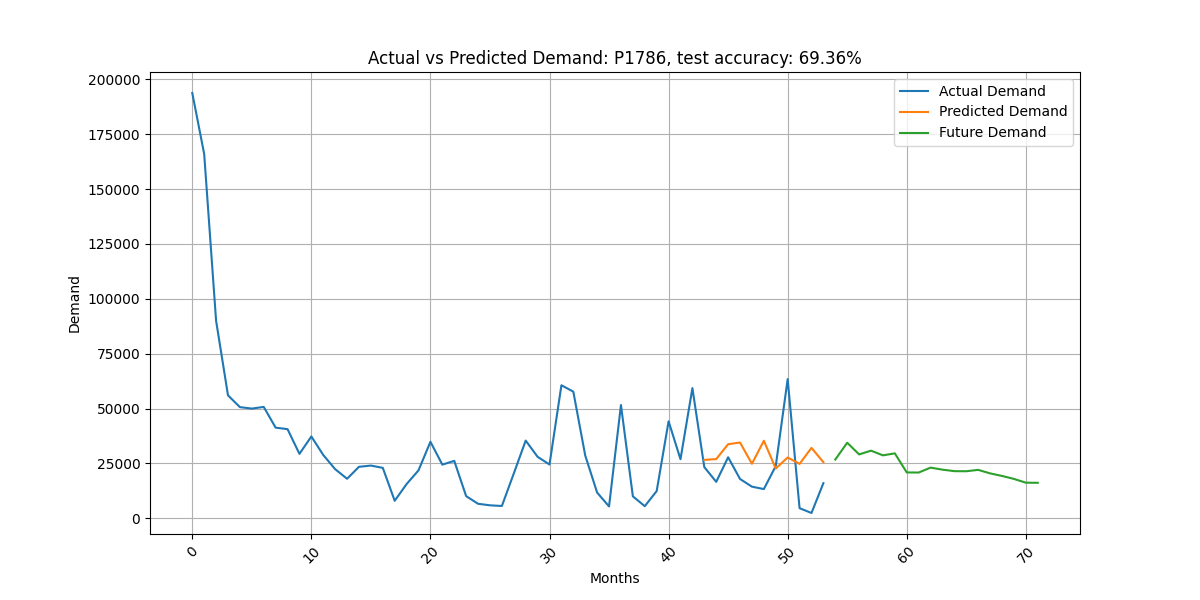 Actual vs Predicted Demand: P1786, test accuracy: 69.36%
Actual Demand
Predicted Demand
Future Demand
Demand
200000
175000
150000
125000
100000
75000
50000
25000
0
0
10
20
30
40
50
60
70
Months